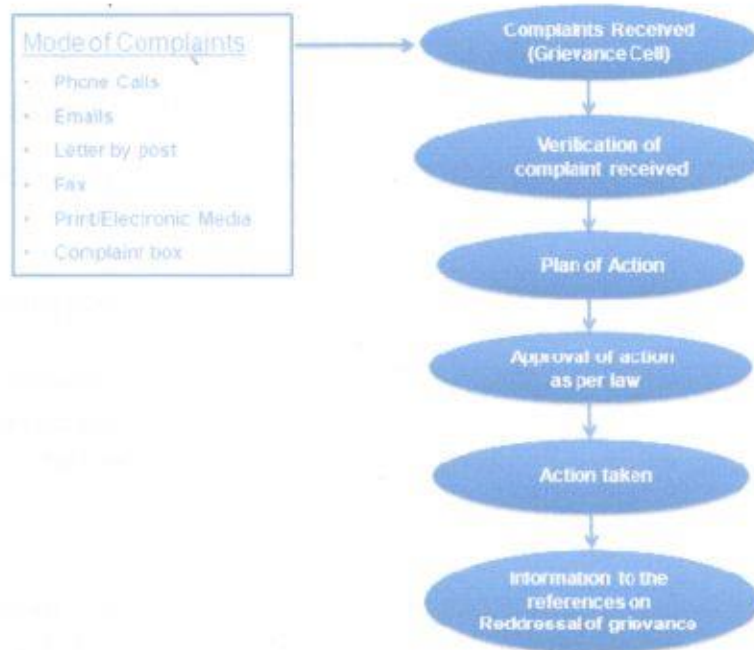 Mode of Complaints
· Phone Calls
· Emails
· Letter by post
· Fax
· Print/Electronic Media
· Complaint box
Complaints Received
(Grievance Cell)
Verification of
complaint received
Plan of Action
Approval of action
as per law
Action taken
Information to the
references on
Reddressal of grievance